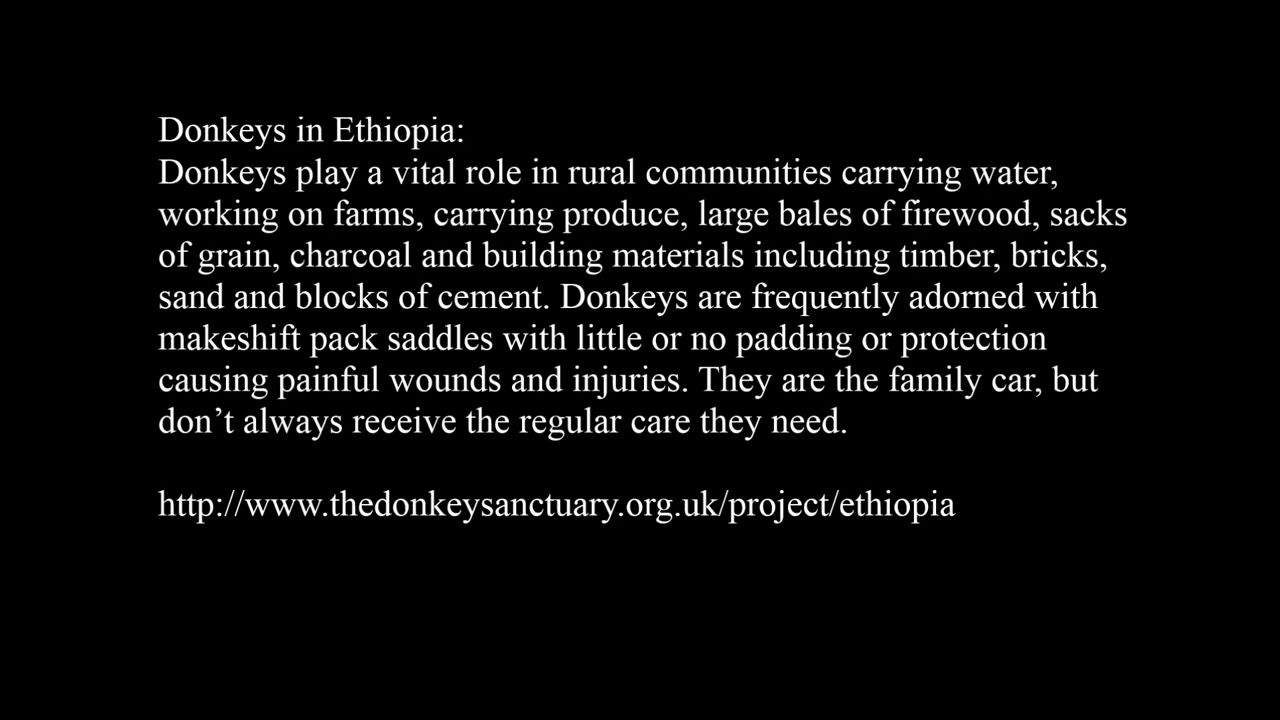 Donkeys in Ethiopia:
Donkeys play a vital role in rural communities carrying water,
working on farms, carrying produce, large bales of firewood, sacks
of grain, charcoal and building materials including timber, bricks,
sand and blocks of cement. Donkeys are frequently adorned with
makeshift pack saddles with little or no padding or protection
causing painful wounds and injuries. They are the family car, but
don’t always receive the regular care they need.
http://www.thedonkeysanctuary.org.uk/project/ethiopia